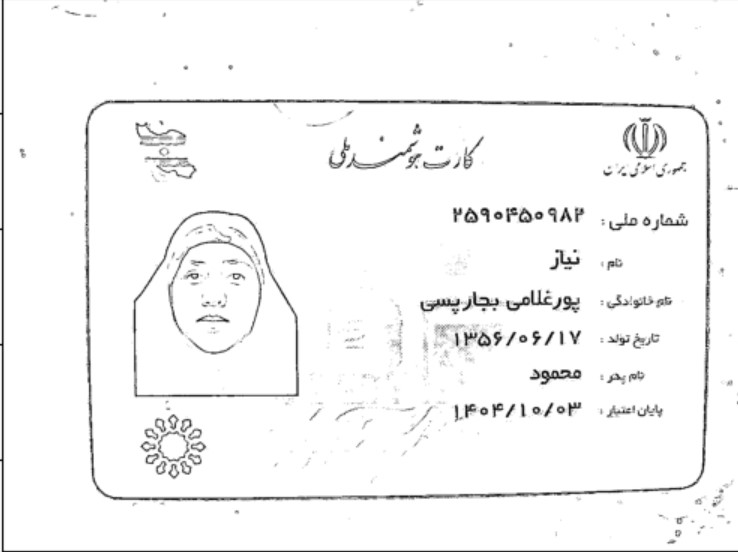 کارت هوشمند ملی
جمهوری اسلامی ایران
شماره ملی : ۲۵۹۰۴۵۰۹۸۲
نام : نیاز
نام خانوادگی : پورغلامی بجارپسی
تاریخ تولد : ۱۳۵۶/۰۶/۱۷
نام پدر : محمود
پایان اعتبار : ۱۴۰۴/۱۰/۰۳